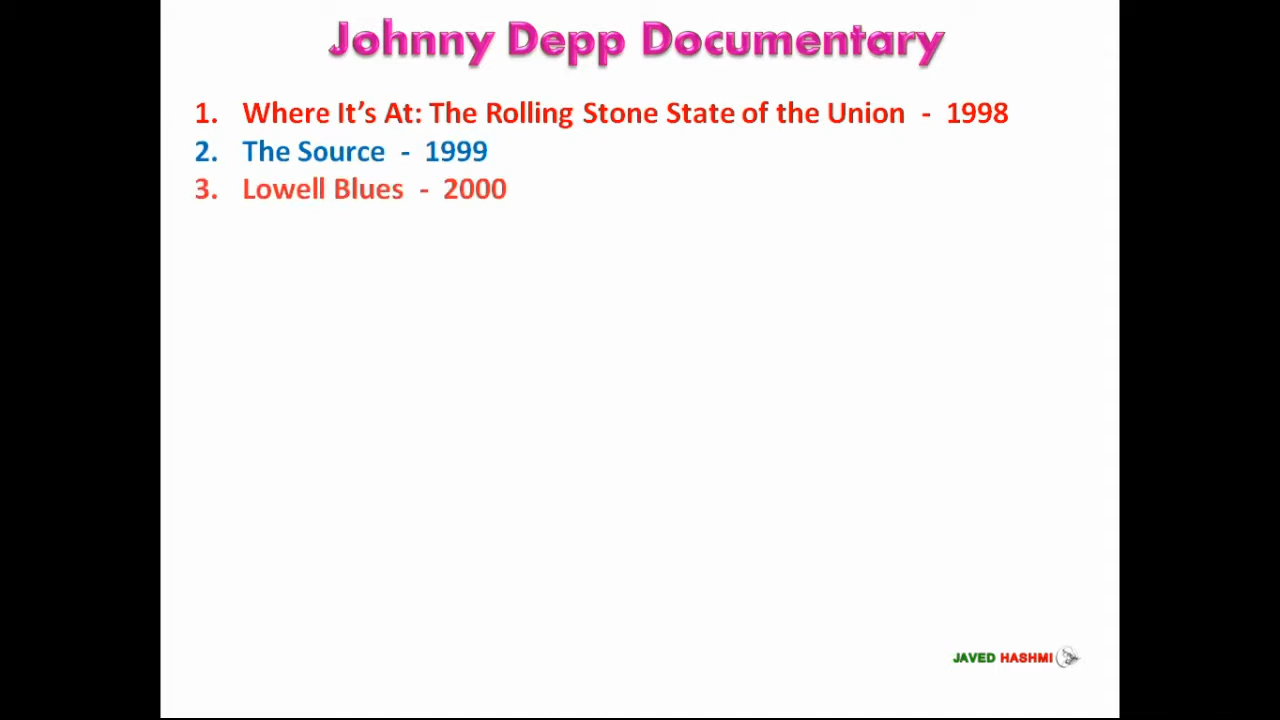 Johnny Depp Documentary
1. Where It’s At: The Rolling Stone State of the Union - 1998
2. The Source - 1999
3. Lowell Blues - 2000
JAVED HASHMI